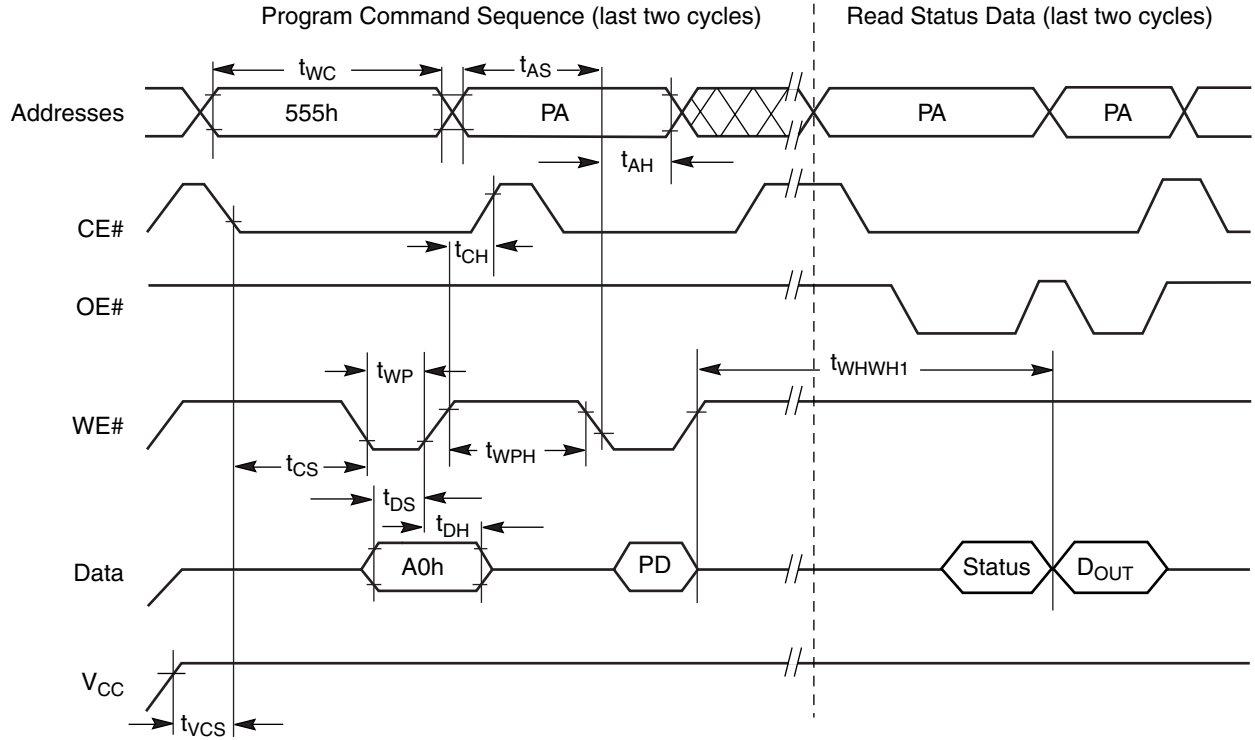 Program Command Sequence (last two cycles) Read Status Data (last two cycles)
tWC tAS
Addresses 555h PA PA PA
tAH
CE#
tCH
OE#
tWP tWHWH1
WE#
tCS tWPH
tDS
tDH
Data A0h PD Status DOUT
VCC
tVCS